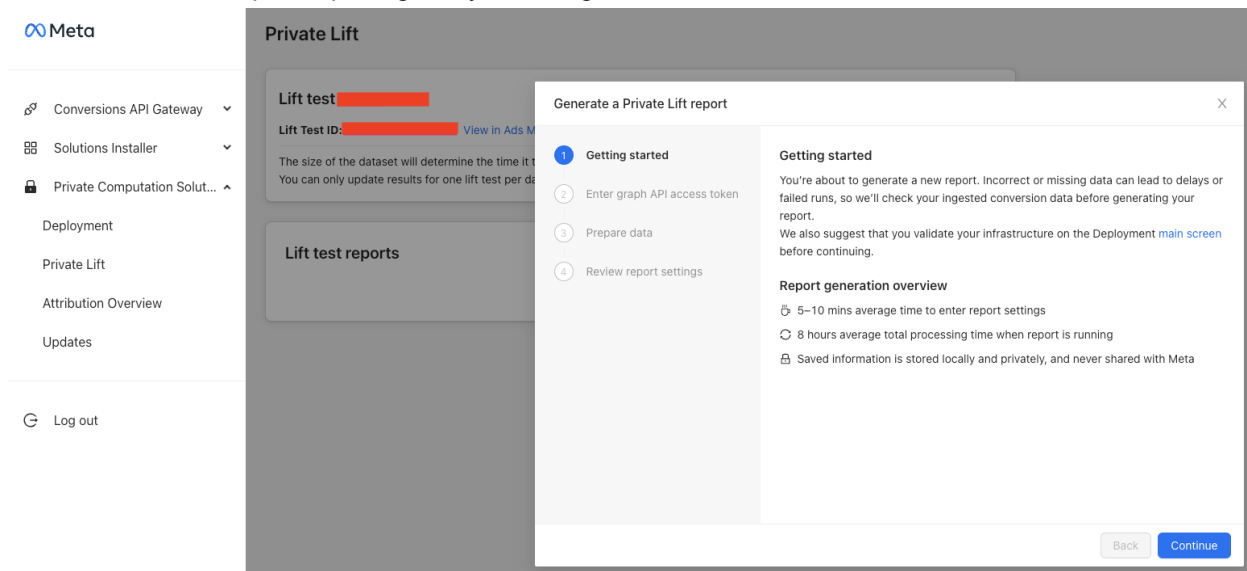 Meta
Conversions API Gateway
Solutions Installer
Private Computation Solut...
Deployment
Private Lift
Attribution Overview
Updates
Log out
Private Lift
Lift test
Lift Test ID: View in Ads M
The size of the dataset will determine the time it t
You can only update results for one lift test per da
Lift test reports
Generate a Private Lift report
1 Getting started
2 Enter graph API access token
3 Prepare data
4 Review report settings
Getting started
You're about to generate a new report. Incorrect or missing data can lead to delays or
failed runs, so we'll check your ingested conversion data before generating your
report.
We also suggest that you validate your infrastructure on the Deployment main screen
before continuing.
Report generation overview
5–10 mins average time to enter report settings
8 hours average total processing time when report is running
Saved information is stored locally and privately, and never shared with Meta
Back Continue